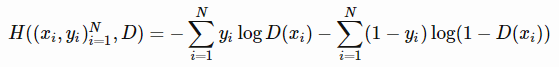 H((x_i, y_i)_{i=1}^{N}, D) = -\sum_{i=1}^{N} y_i \log D(x_i) - \sum_{i=1}^{N} (1 - y_i) \log(1 - D(x_i))